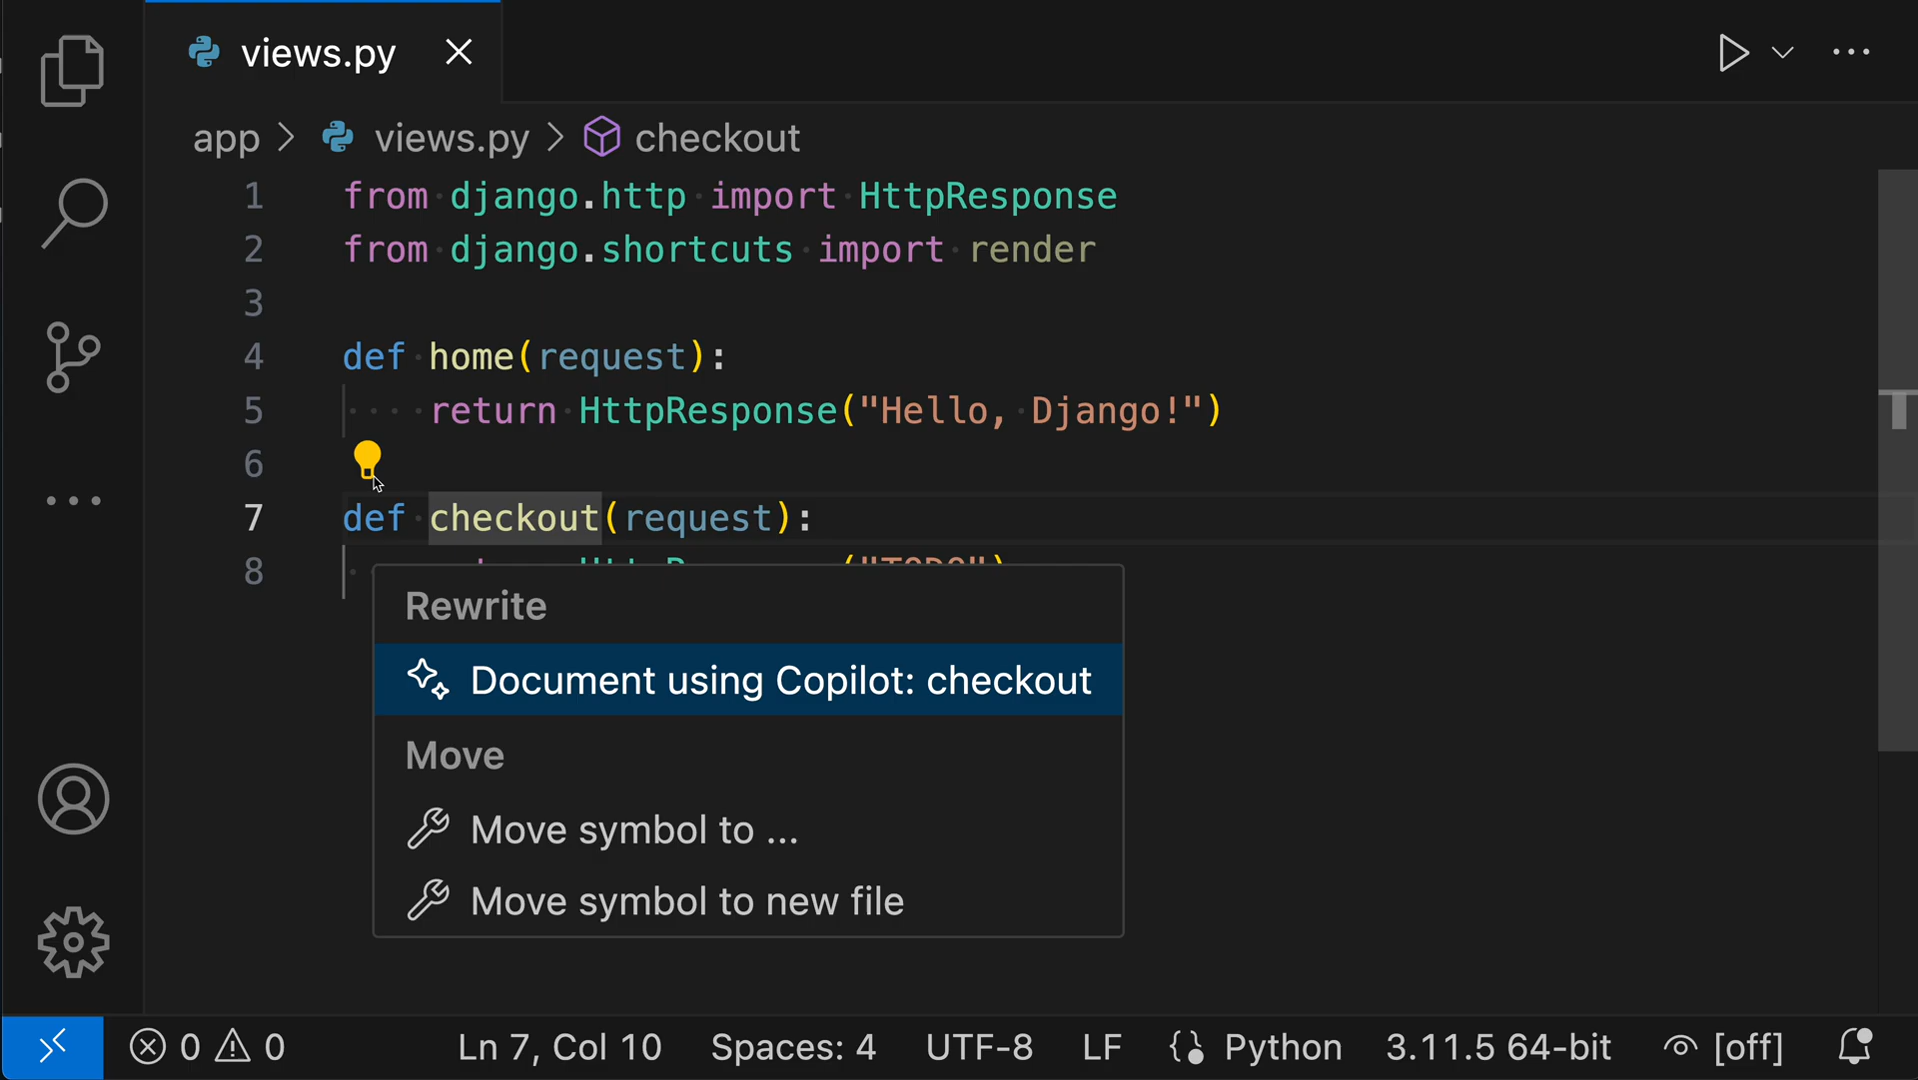 views.py
app > views.py > checkout
1 from django.http import HttpResponse
2 from django.shortcuts import render
3
4 def home(request):
5 return HttpResponse("Hello, Django!")
6
7 def checkout(request):
8
Rewrite
Document using Copilot: checkout
Move
Move symbol to ...
Move symbol to new file
0 0 Ln 7, Col 10 Spaces: 4 UTF-8 LF Python 3.11.5 64-bit [off]